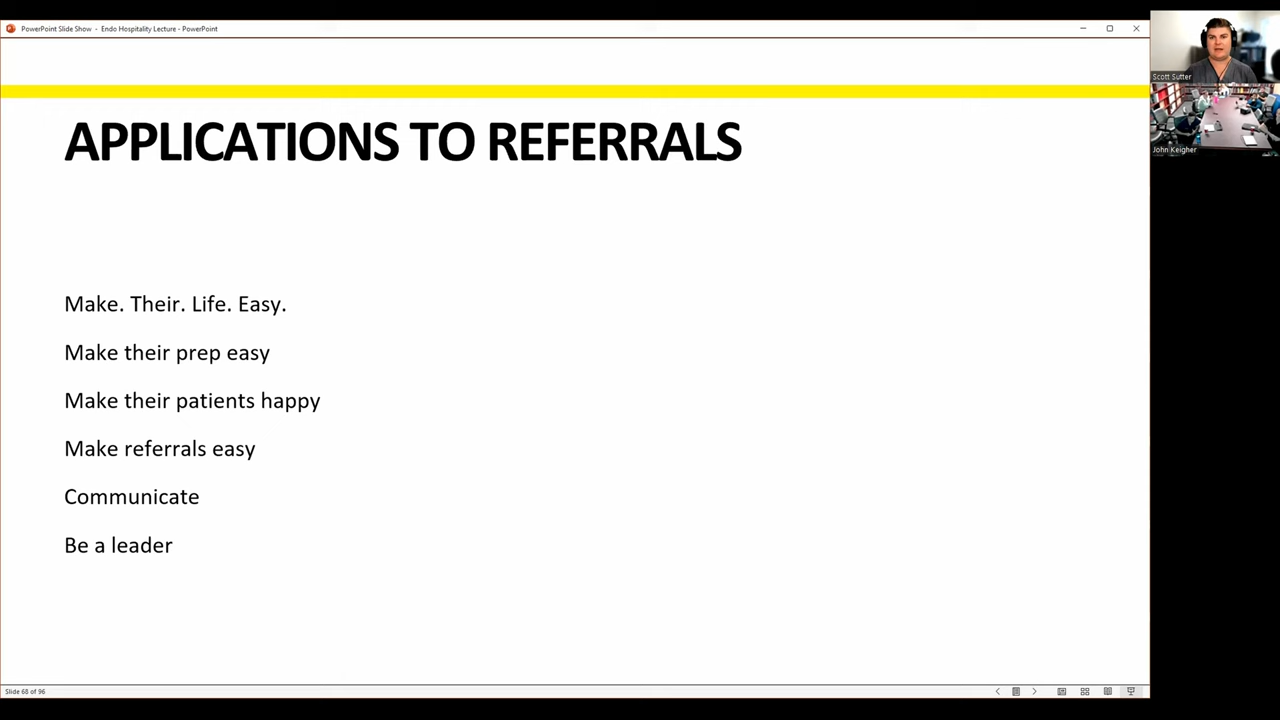 PowerPoint Slide Show - Endo Hospitality Lecture - PowerPoint
Scott Sutter
John Keigher
APPLICATIONS TO REFERRALS
Make. Their. Life. Easy.
Make their prep easy
Make their patients happy
Make referrals easy
Communicate
Be a leader
Slide 68 of 96